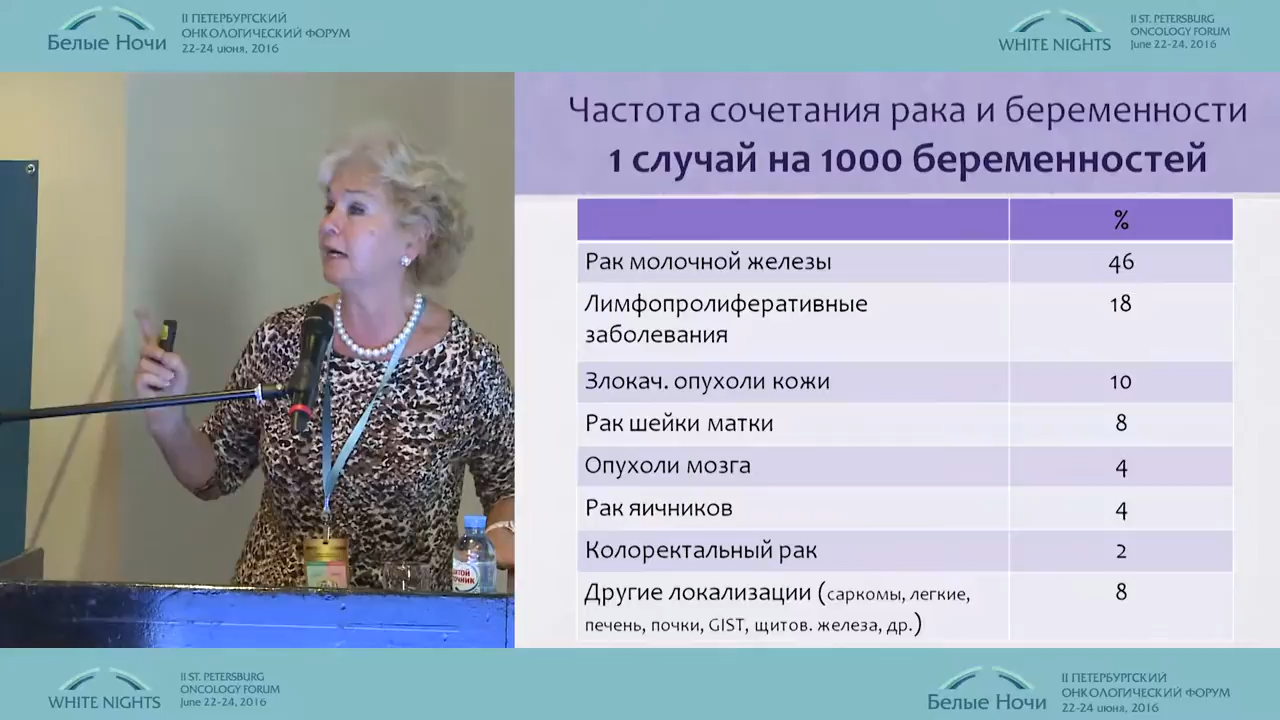 Белые Ночи
II ПЕТЕРБУРГСКИЙ
ОНКОЛОГИЧЕСКИЙ ФОРУМ
22-24 июня, 2016
WHITE NIGHTS
II ST. PETERSBURG
ONCOLOGY FORUM
June 22-24, 2016
Частота сочетания рака и беременности
1 случай на 1000 беременностей
%
Рак молочной железы 46
Лимфопролиферативные 18
заболевания
Злокач. опухоли кожи 10
Рак шейки матки 8
Опухоли мозга 4
Рак яичников 4
Колоректальный рак 2
Другие локализации (саркомы, легкие, 8
печень, почки, GIST, щитов. железа, др.)
WHITE NIGHTS
II ST. PETERSBURG
ONCOLOGY FORUM
June 22-24, 2016
Белые Ночи
II ПЕТЕРБУРГСКИЙ
ОНКОЛОГИЧЕСКИЙ ФОРУМ
22-24 июня, 2016